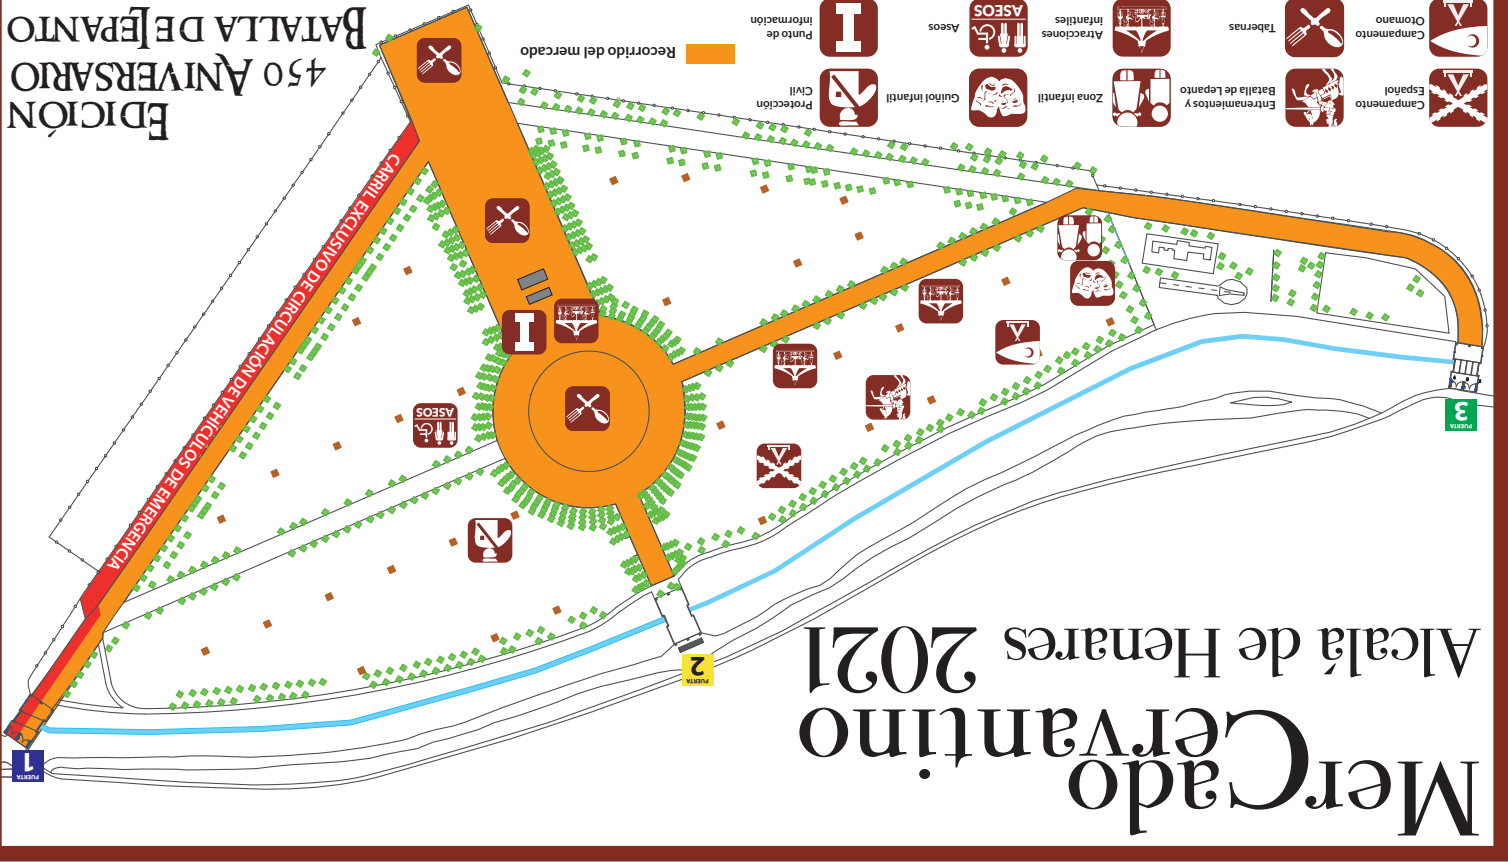 MerCado
Cervantino
Alcalá de Henares 2021
PUERTA
1
PUERTA
2
PUERTA
3
CARRIL EXCLUSIVO DE CIRCULACIÓN DE VEHÍCULOS DE EMERGENCIA
ASEOS
EDICIÓN
450 ANIVERSARIO
BATALLA DE LEPANTO
Recorrido del mercado
Campamento
Español
Entrenamientos y
Batalla de Lepanto
Zona infantil
Guiñol infantil
Protección
Civil
Campamento
Otomano
Tabernas
Atracciones
infantiles
Aseos
ASEOS
Punto de
información